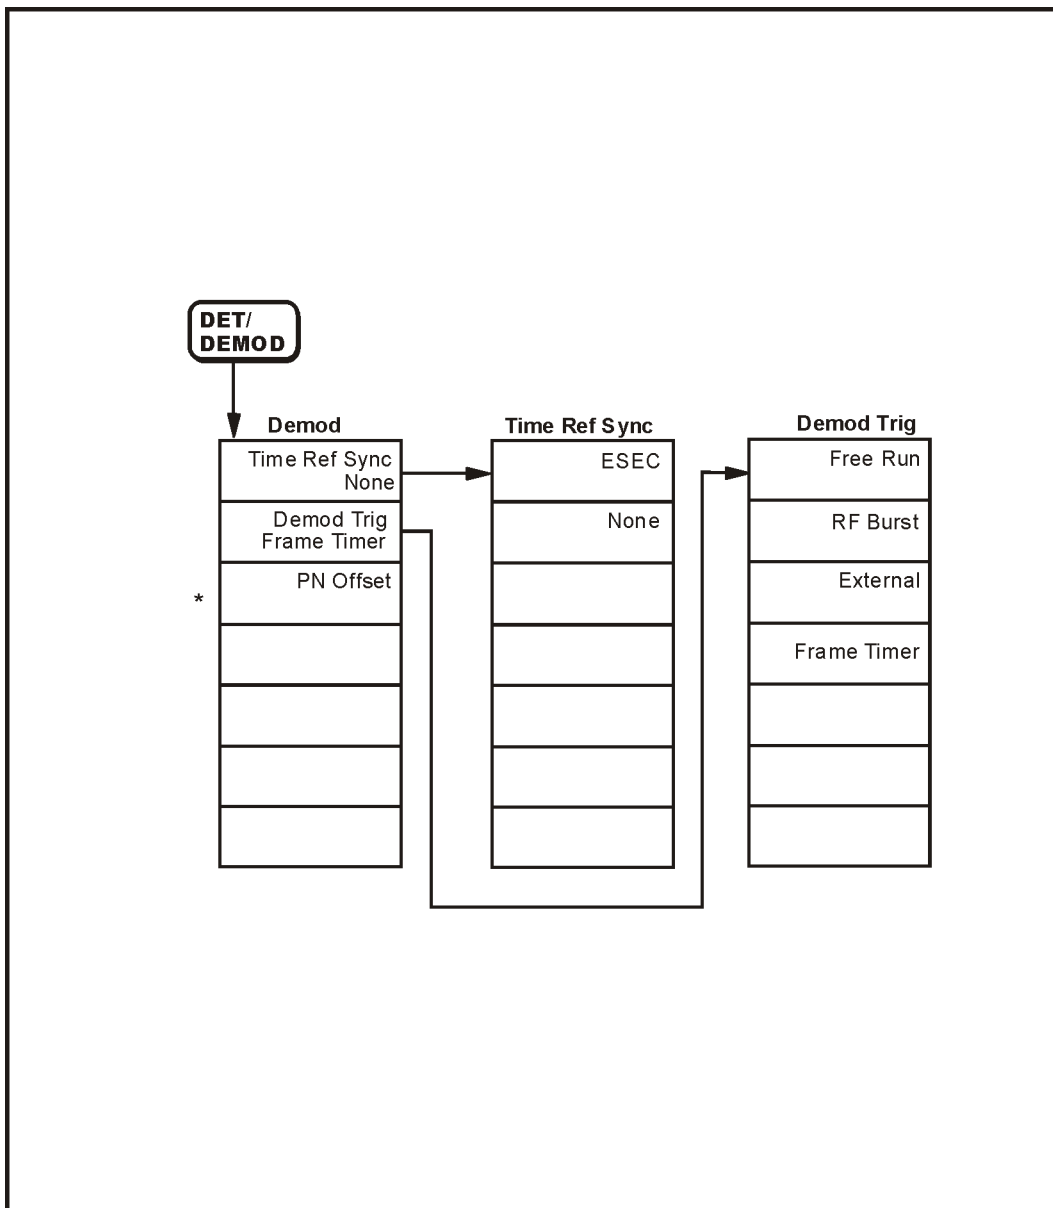 DET/
DEMOD
Demod
Time Ref Sync
None
Demod Trig
Frame Timer
PN Offset
*
Time Ref Sync
ESEC
None
Demod Trig
Free Run
RF Burst
External
Frame Timer